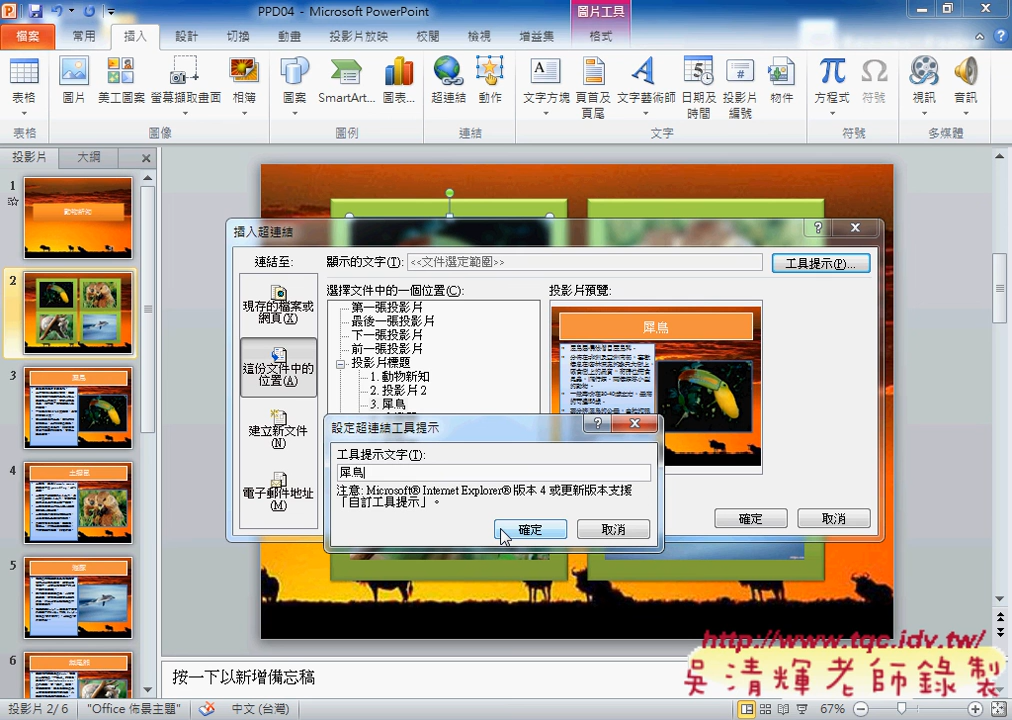 PPD04 - Microsoft PowerPoint
圖片工具
檔案 常用 插入 設計 切換 動畫 投影片放映 校閱 檢視 增益集 格式
表格 圖片 美工圖案 螢幕擷取畫面 相簿 圖案 SmartArt... 圖表... 超連結 動作 文字方塊 頁首及頁尾 文字藝術師 日期及時間 投影片編號 物件 方程式 符號 視訊 音訊
表格 圖像 圖例 連結 文字 符號 多媒體
投影片 大綱
1
動物新知
2
3
犀鳥
4
5
6
插入超連結
連結至:
顯示的文字(T): <<文件選定範圍>>
工具提示(P)...
現存的檔案或網頁(X)
這份文件中的位置(A)
建立新文件(N)
電子郵件地址(M)
選擇文件中的一個位置(C):
第一張投影片
最後一張投影片
下一張投影片
前一張投影片
投影片標題
1. 動物新知
2. 投影片 2
3. 犀鳥
投影片預覽:
犀鳥
確定 取消
設定超連結工具提示
工具提示文字(T):
犀鳥
注意: Microsoft® Internet Explorer® 版本 4 或更新版本支援
「自訂工具提示」。
確定 取消
按一下以新增備忘稿
http://www.tqc.idv.tw/
吳清輝老師錄製
投影片 2/6 "Office 佈景主題" 中文 (台灣) 67%